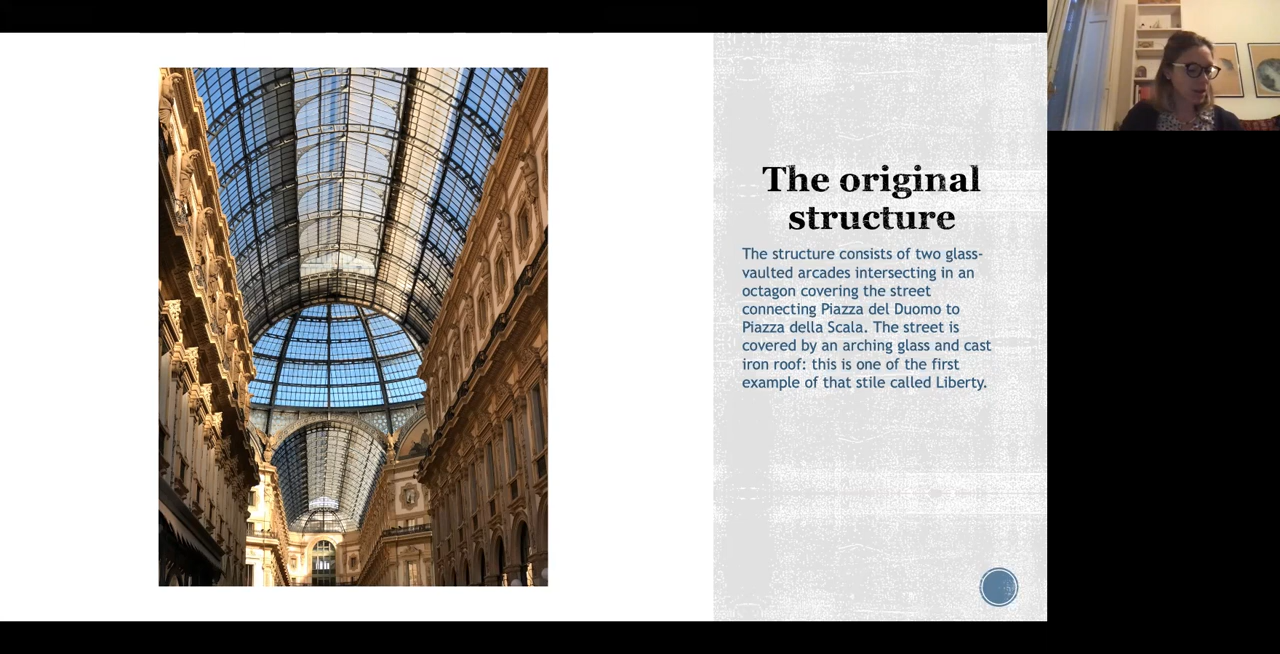 The original
structure
The structure consists of two glass-
vaulted arcades intersecting in an
octagon covering the street
connecting Piazza del Duomo to
Piazza della Scala. The street is
covered by an arching glass and cast
iron roof: this is one of the first
example of that stile called Liberty.